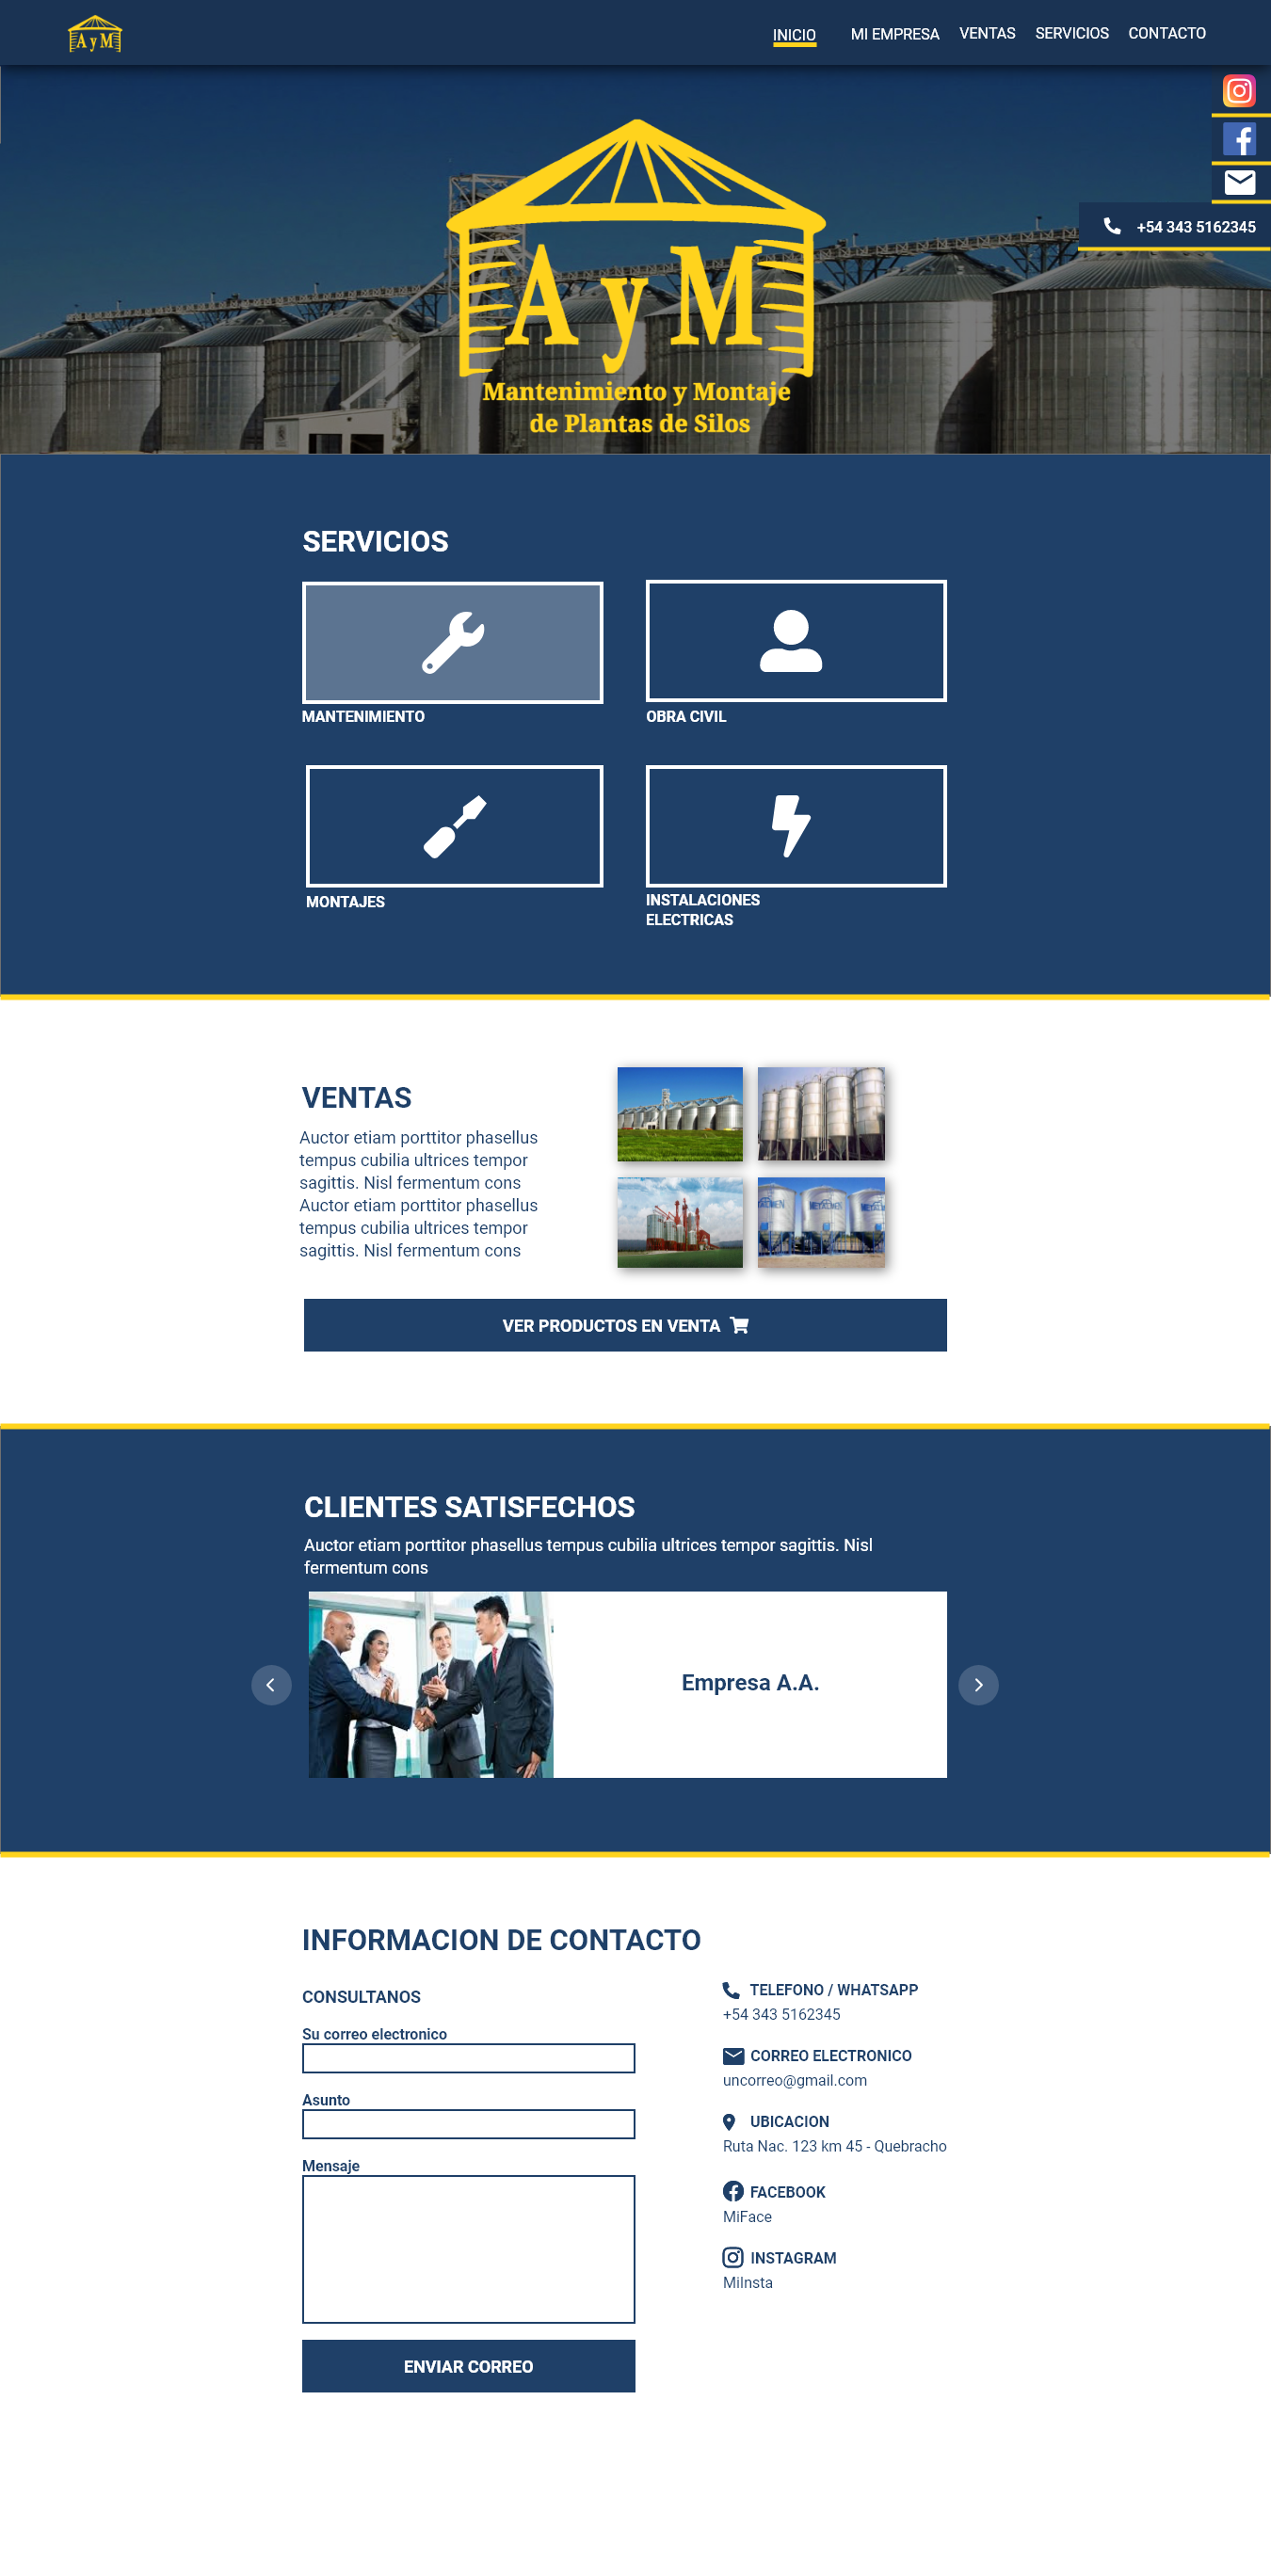 A y M
INICIO
MI EMPRESA
VENTAS
SERVICIOS
CONTACTO
+54 343 5162345
A y M
Mantenimiento y Montaje
de Plantas de Silos
SERVICIOS
MANTENIMIENTO
OBRA CIVIL
MONTAJES
INSTALACIONES
ELECTRICAS
VENTAS
Auctor etiam porttitor phasellus
tempus cubilia ultrices tempor
sagittis. Nisl fermentum cons
Auctor etiam porttitor phasellus
tempus cubilia ultrices tempor
sagittis. Nisl fermentum cons
VER PRODUCTOS EN VENTA
CLIENTES SATISFECHOS
Auctor etiam porttitor phasellus tempus cubilia ultrices tempor sagittis. Nisl
fermentum cons
Empresa A.A.
INFORMACION DE CONTACTO
CONSULTANOS
Su correo electronico
Asunto
Mensaje
ENVIAR CORREO
TELEFONO / WHATSAPP
+54 343 5162345
CORREO ELECTRONICO
uncorreo@gmail.com
UBICACION
Ruta Nac. 123 km 45 - Quebracho
FACEBOOK
MiFace
INSTAGRAM
MiInsta